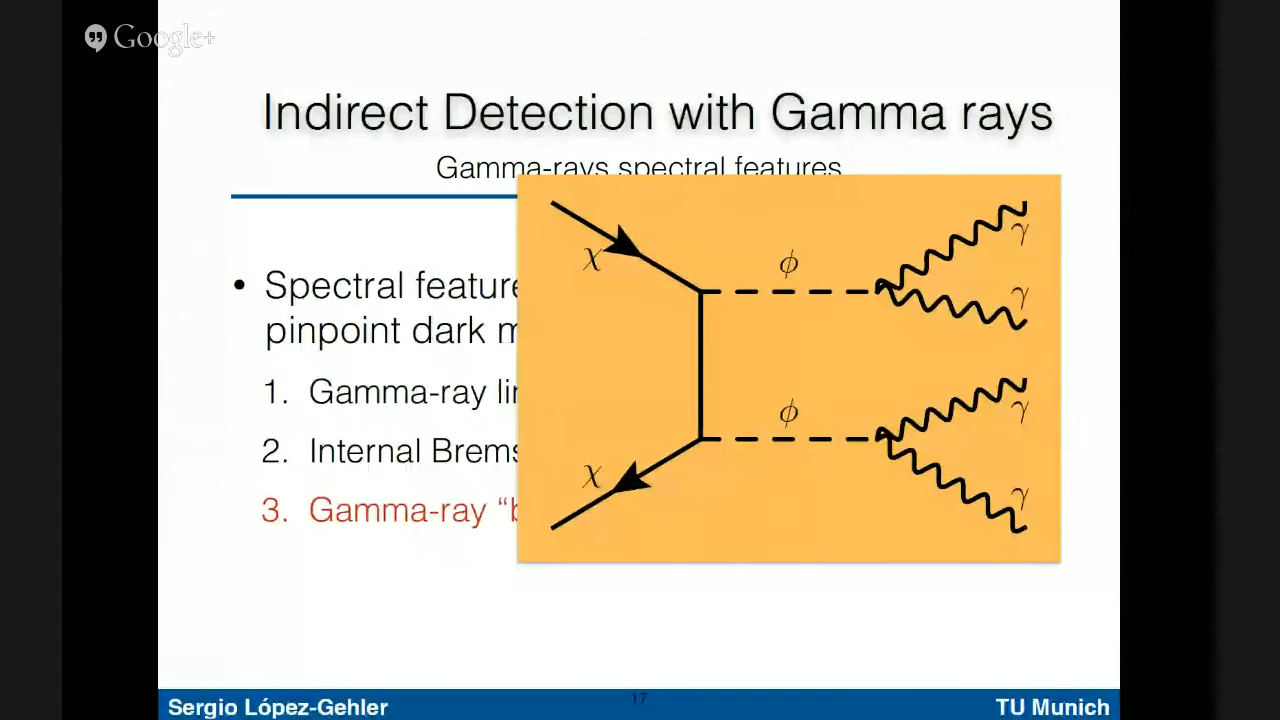 Google+
Indirect Detection with Gamma rays
Gamma-rays spectral features
• Spectral feature
pinpoint dark m
1. Gamma-ray lin
2. Internal Brems
3. Gamma-ray “b
χ
ϕ
γ
γ
χ
ϕ
γ
γ
Sergio López-Gehler
17
TU Munich